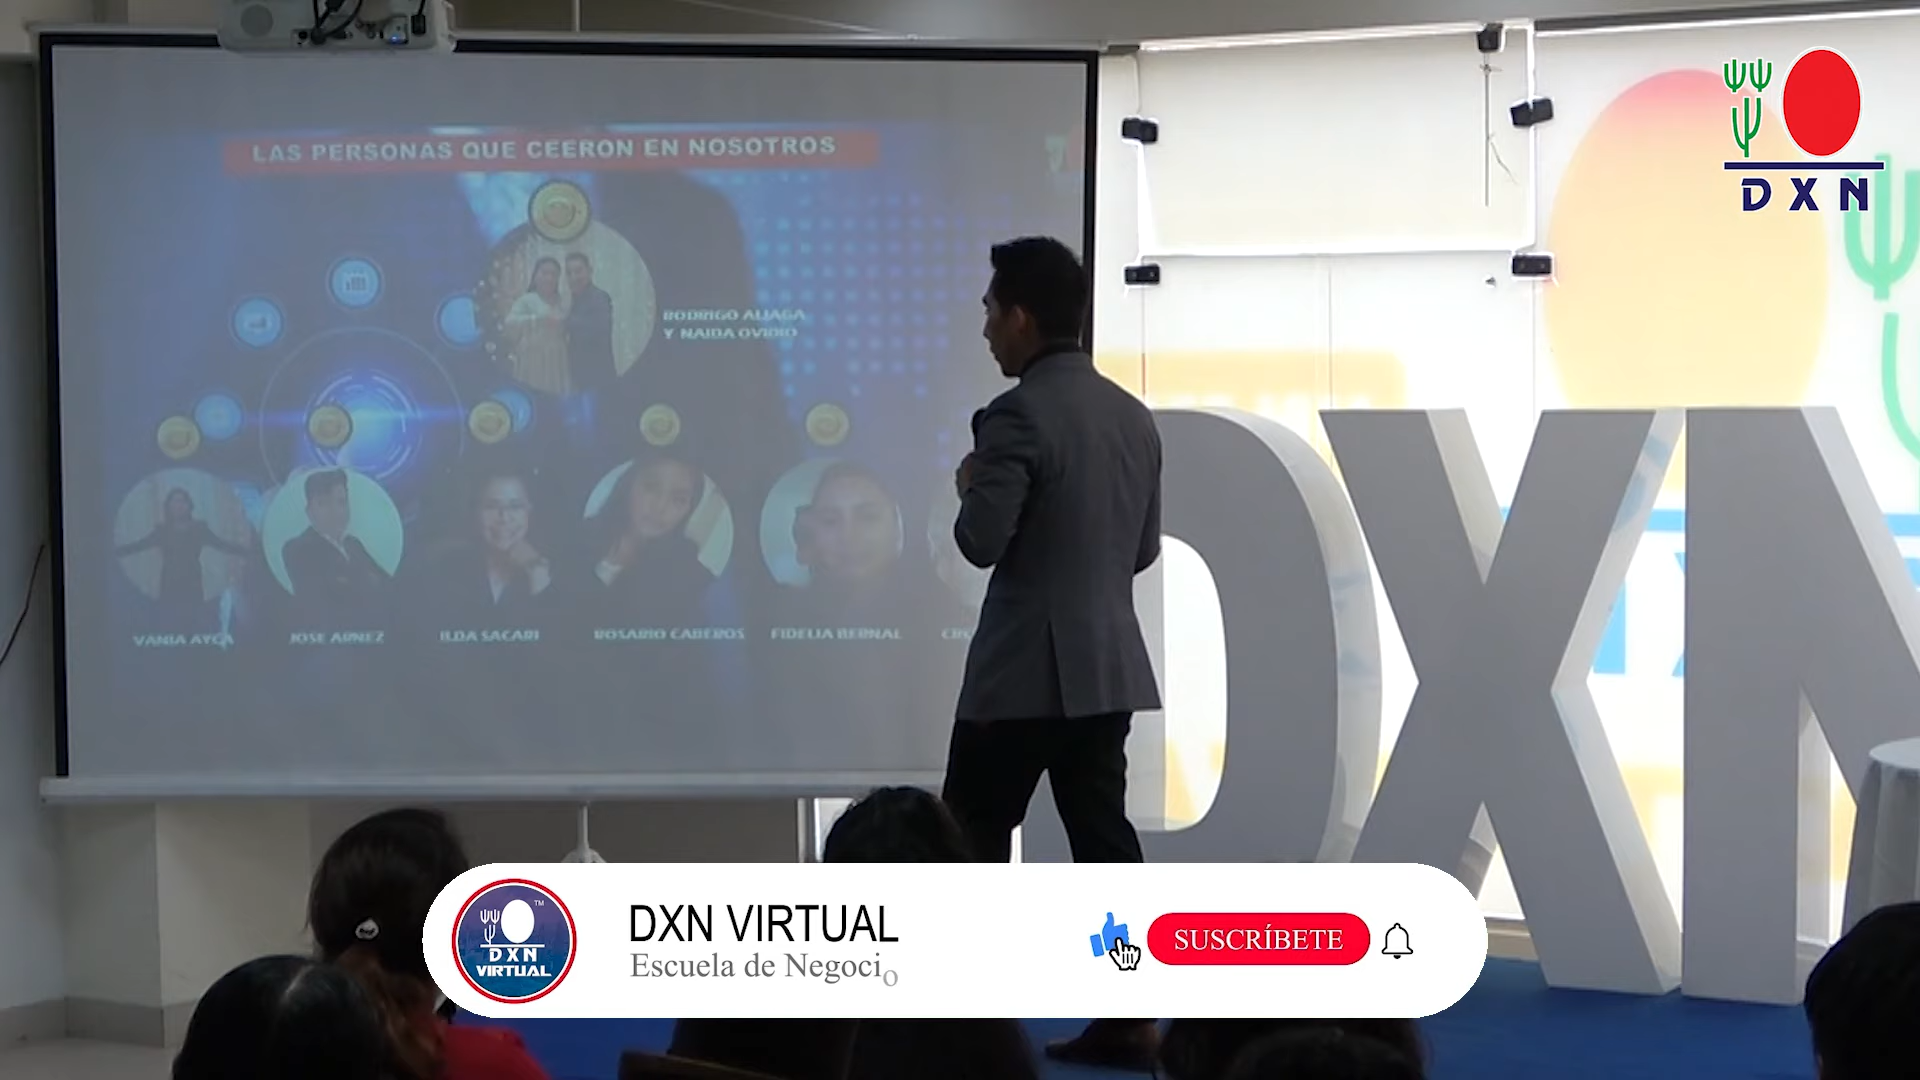 LAS PERSONAS QUE CEERON EN NOSOTROS
RODRIGO ALIAGA
Y NAIDA OVIDIO
VANIA AYCA
JOSE ARNEZ
ILDA SACARI
ROSARIO CABEROS
FIDELIA BERNAL
DXN
DXN
DXN VIRTUAL
Escuela de Negocio
SUSCRÍBETE
DXN
VIRTUAL
TM